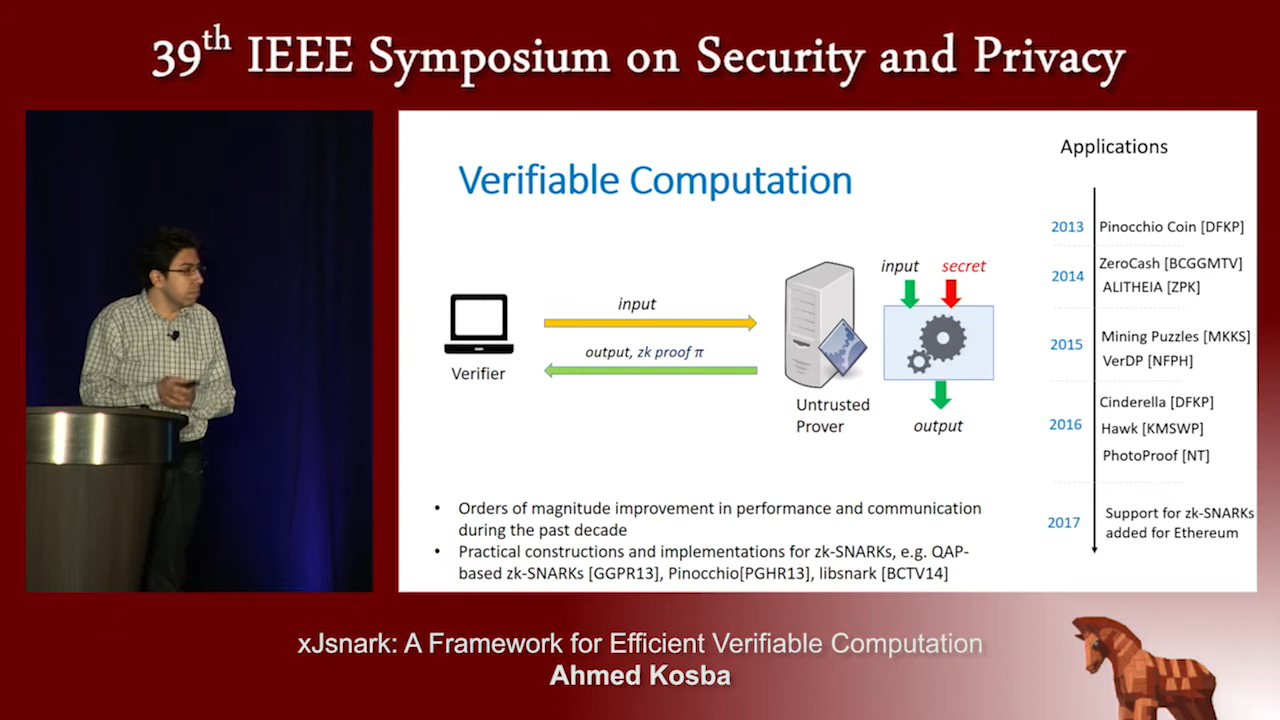 39th IEEE Symposium on Security and Privacy
Verifiable Computation
input
output, zk proof π
Verifier
Untrusted
Prover
input
secret
output
• Orders of magnitude improvement in performance and communication
during the past decade
• Practical constructions and implementations for zk-SNARKs, e.g. QAP-
based zk-SNARKs [GGPR13], Pinocchio[PGHR13], libsnark [BCTV14]
Applications
2013 Pinocchio Coin [DFKP]
2014 ZeroCash [BCGGMTV]
ALITHEIA [ZPK]
2015 Mining Puzzles [MKKS]
VerDP [NFPH]
2016 Cinderella [DFKP]
Hawk [KMSWP]
PhotoProof [NT]
2017 Support for zk-SNARKs
added for Ethereum
xJsnark: A Framework for Efficient Verifiable Computation
Ahmed Kosba